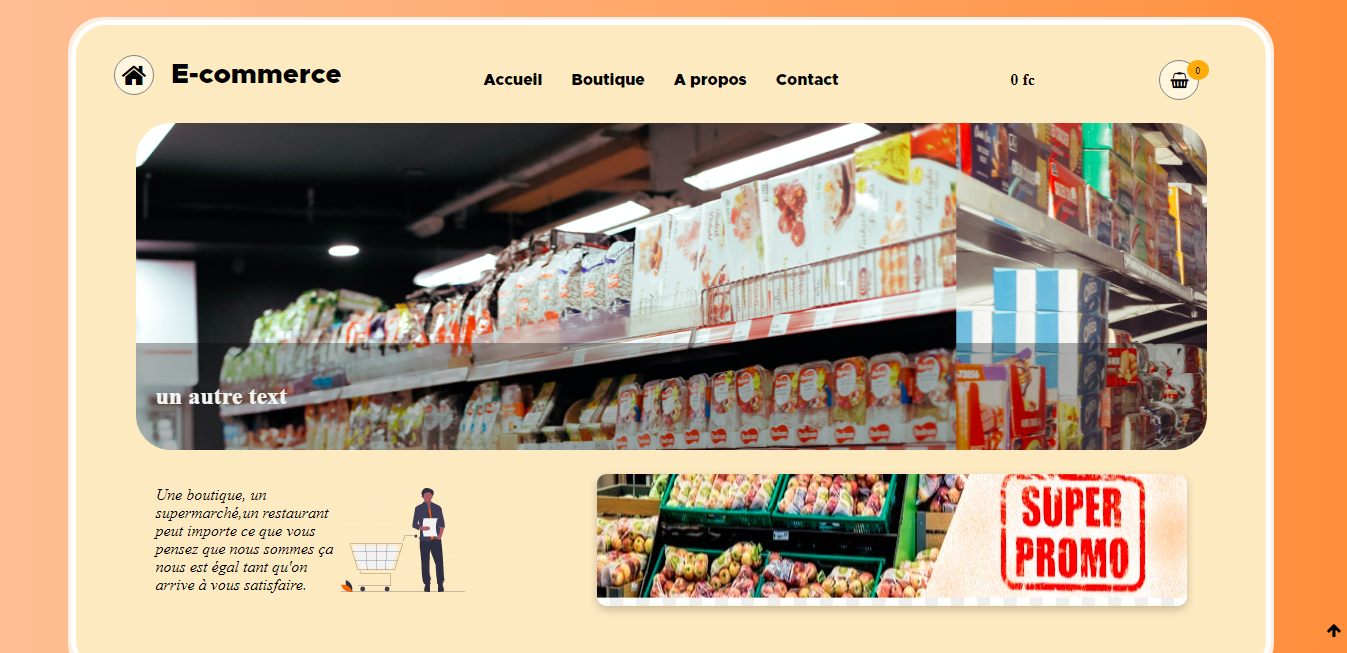 E-commerce
Accueil Boutique A propos Contact
0 fc
0
un autre text
Une boutique, un
supermarché,un restaurant
peut importe ce que vous
pensez que nous sommes ça
nous est égal tant qu'on
arrive à vous satisfaire.
SUPER
PROMO